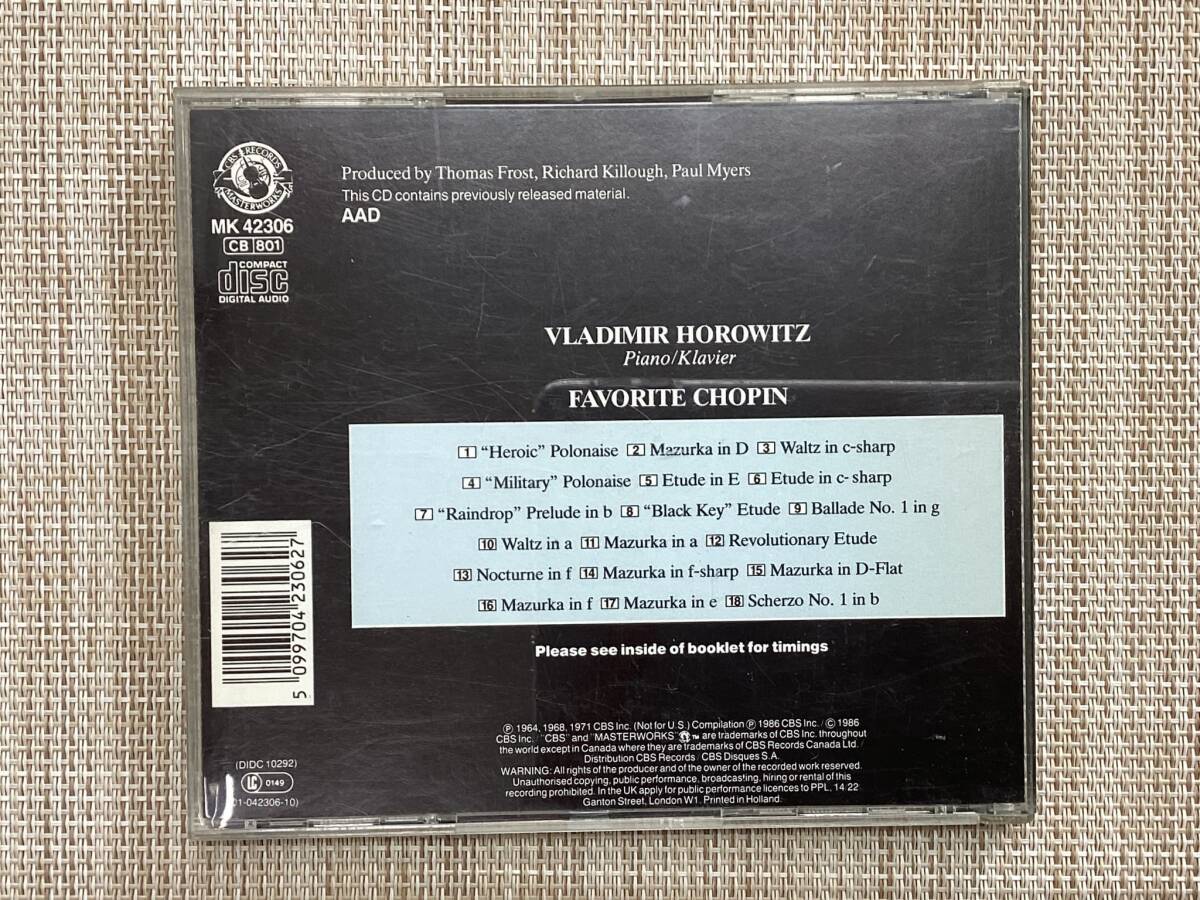 CBS RECORDS
MASTERWORKS
MK 42306
CB 801
COMPACT
disc
DIGITAL AUDIO
Produced by Thomas Frost, Richard Killough, Paul Myers
This CD contains previously released material.
AAD
VLADIMIR HOROWITZ
Piano/Klavier
FAVORITE CHOPIN
1 “Heroic” Polonaise 2 Mazurka in D 3 Waltz in c-sharp
4 “Military” Polonaise 5 Etude in E 6 Etude in c-sharp
7 “Raindrop” Prelude in b 8 “Black Key” Etude 9 Ballade No. 1 in g
10 Waltz in a 11 Mazurka in a 12 Revolutionary Etude
13 Nocturne in f 14 Mazurka in f-sharp 15 Mazurka in D-Flat
16 Mazurka in f 17 Mazurka in e 18 Scherzo No. 1 in b
Please see inside of booklet for timings
5 099704 230627
(DIDC 10292)
LC 0149
01-042306-10)
℗ 1964, 1968, 1971 CBS Inc. (Not for U.S.) Compilation ℗ 1986 CBS Inc. / © 1986
CBS Inc. / "CBS" and "MASTERWORKS" ™ are trademarks of CBS Inc. throughout
the world except in Canada where they are trademarks of CBS Records Canada Ltd. /
Distribution CBS Records / CBS Disques S.A.
WARNING: All rights of the producer and of the owner of the recorded work reserved.
Unauthorised copying, public performance, broadcasting, hiring or rental of this
recording prohibited. In the UK apply for public performance licences to PPL, 14 22
Ganton Street, London W1. Printed in Holland.